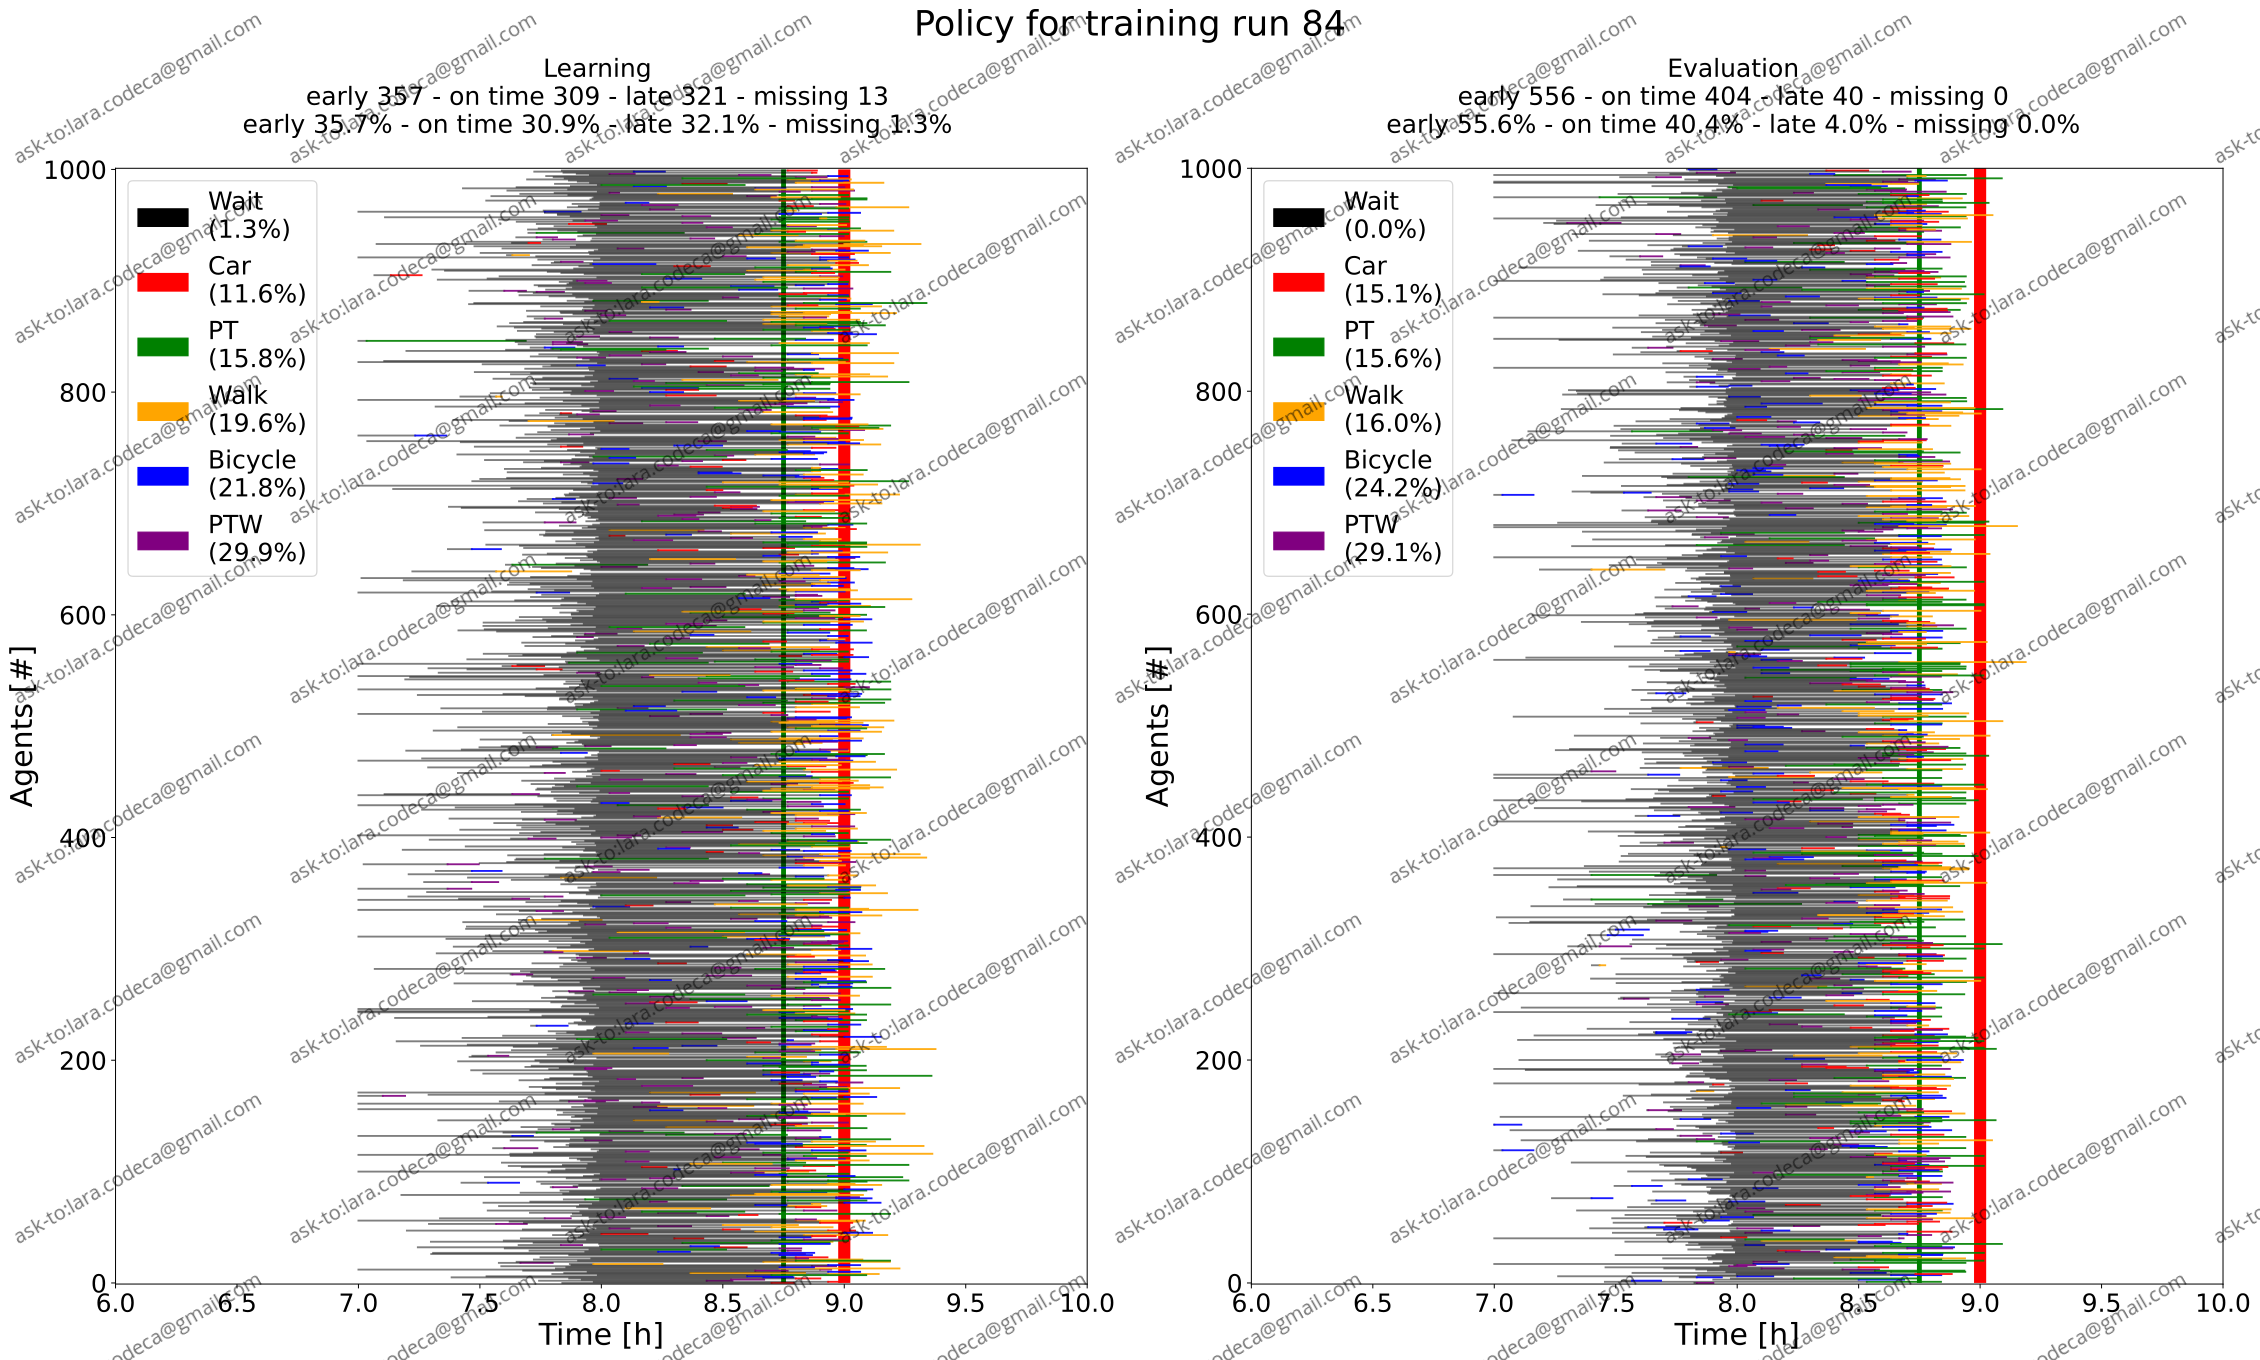 Policy for training run 84
Learning
early 357 - on time 309 - late 321 - missing 13
early 35.7% - on time 30.9% - late 32.1% - missing 1.3%
1000
800
600
400
200
0
Agents [#]
Wait
(1.3%)
Car
(11.6%)
PT
(15.8%)
Walk
(19.6%)
Bicycle
(21.8%)
PTW
(29.9%)
6.0 6.5 7.0 7.5 8.0 8.5 9.0 9.5 10.0
Time [h]
Evaluation
early 556 - on time 404 - late 40 - missing 0
early 55.6% - on time 40.4% - late 4.0% - missing 0.0%
1000
800
600
400
200
0
Agents [#]
Wait
(0.0%)
Car
(15.1%)
PT
(15.6%)
Walk
(16.0%)
Bicycle
(24.2%)
PTW
(29.1%)
6.0 6.5 7.0 7.5 8.0 8.5 9.0 9.5 10.0
Time [h]
ask-to:lara.codeca@gmail.com